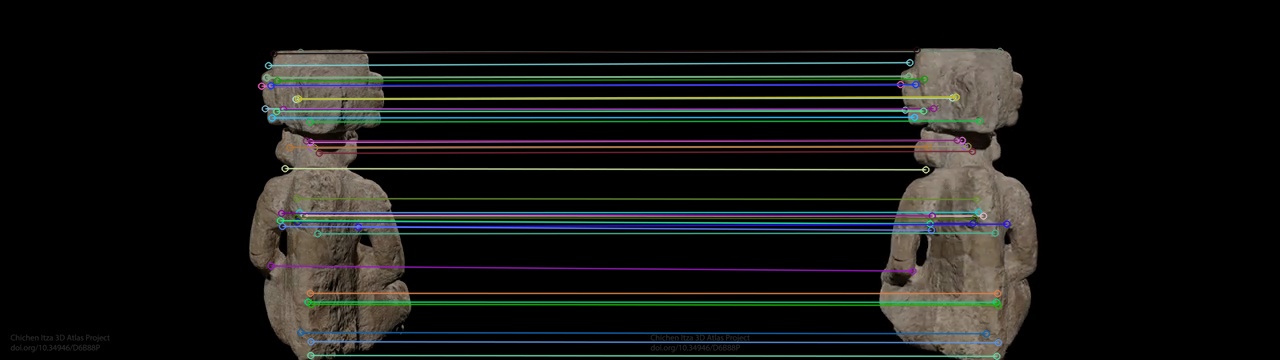 Chichen Itza 3D Atlas Project
doi.org/10.34946/D6B88P
Chichen Itza 3D Atlas Project
doi.org/10.34946/D6B88P